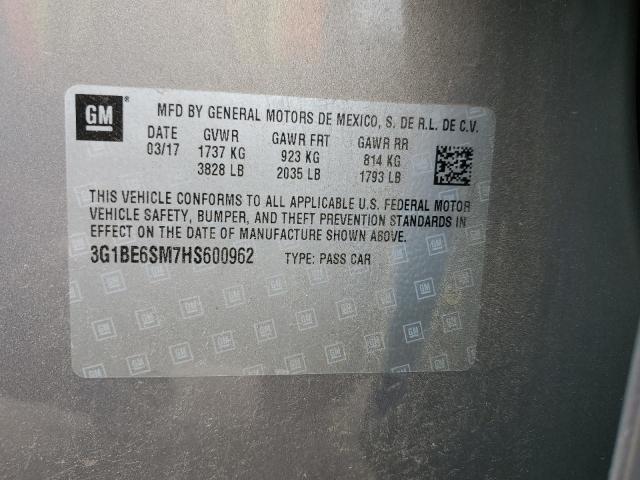 GM
MFD BY GENERAL MOTORS DE MEXICO, S. DE R.L. DE C.V.
DATE GVWR GAWR FRT GAWR RR
03/17 1737 KG 923 KG 814 KG
3828 LB 2035 LB 1793 LB
THIS VEHICLE CONFORMS TO ALL APPLICABLE U.S. FEDERAL MOTOR
VEHICLE SAFETY, BUMPER, AND THEFT PREVENTION STANDARDS IN
EFFECT ON THE DATE OF MANUFACTURE SHOWN ABOVE.
3G1BE6SM7HS600962 TYPE: PASS CAR